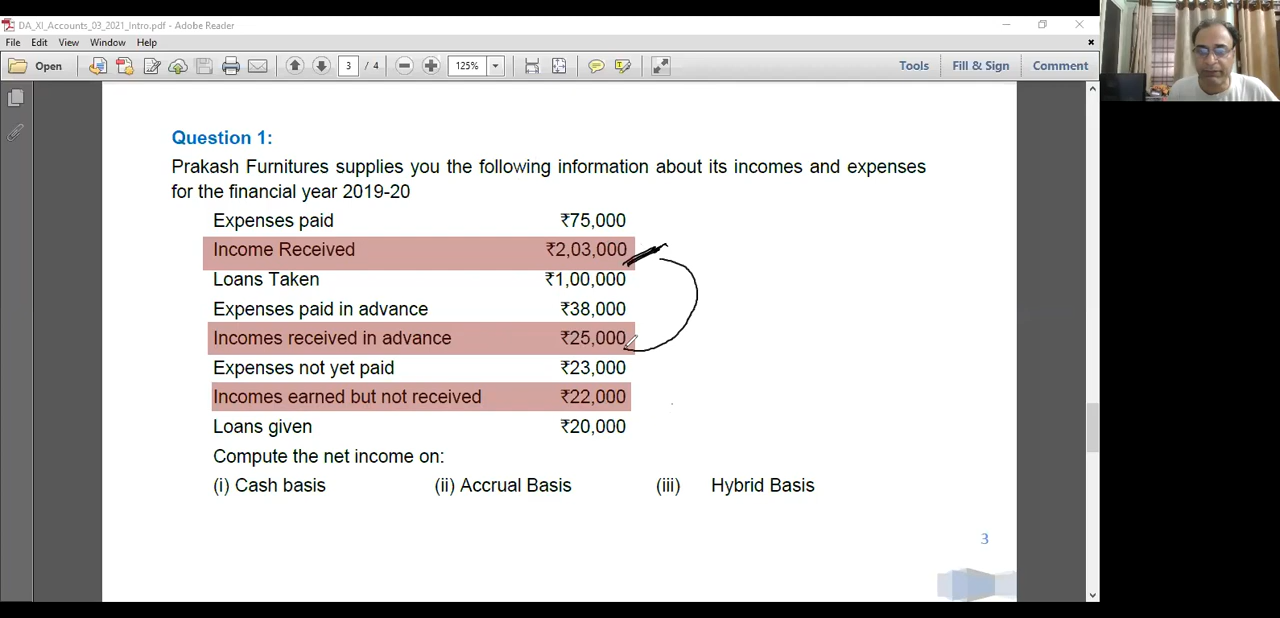 DA_XI_Accounts_03_2021_Intro.pdf - Adobe Reader
File Edit View Window Help
Open 3 / 4 125% Tools Fill & Sign Comment
Question 1:
Prakash Furnitures supplies you the following information about its incomes and expenses
for the financial year 2019-20
Expenses paid ₹75,000
Income Received ₹2,03,000
Loans Taken ₹1,00,000
Expenses paid in advance ₹38,000
Incomes received in advance ₹25,000
Expenses not yet paid ₹23,000
Incomes earned but not received ₹22,000
Loans given ₹20,000
Compute the net income on:
(i) Cash basis (ii) Accrual Basis (iii) Hybrid Basis
3